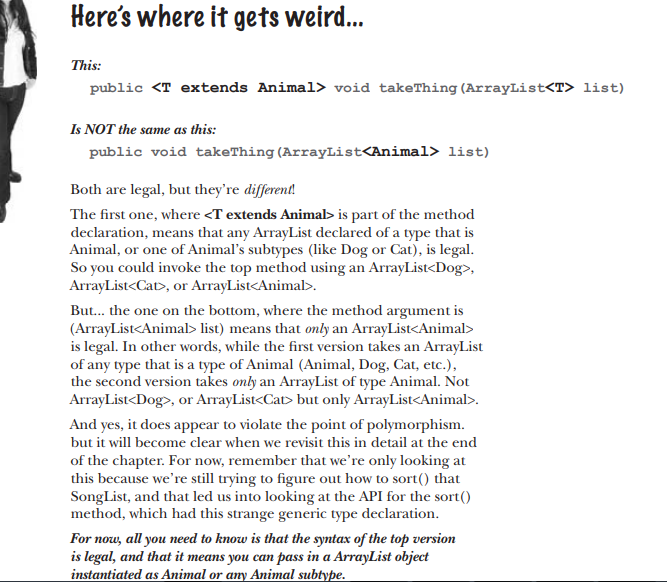 Here's where it gets weird...
This:
public <T extends Animal> void takeThing(ArrayList<T> list)
Is NOT the same as this:
public void takeThing(ArrayList<Animal> list)
Both are legal, but they're different!
The first one, where <T extends Animal> is part of the method
declaration, means that any ArrayList declared of a type that is
Animal, or one of Animal's subtypes (like Dog or Cat), is legal.
So you could invoke the top method using an ArrayList<Dog>,
ArrayList<Cat>, or ArrayList<Animal>.
But... the one on the bottom, where the method argument is
(ArrayList<Animal> list) means that only an ArrayList<Animal>
is legal. In other words, while the first version takes an ArrayList
of any type that is a type of Animal (Animal, Dog, Cat, etc.),
the second version takes only an ArrayList of type Animal. Not
ArrayList<Dog>, or ArrayList<Cat> but only ArrayList<Animal>.
And yes, it does appear to violate the point of polymorphism.
but it will become clear when we revisit this in detail at the end
of the chapter. For now, remember that we're only looking at
this because we're still trying to figure out how to sort() that
SongList, and that led us into looking at the API for the sort()
method, which had this strange generic type declaration.
For now, all you need to know is that the syntax of the top version
is legal, and that it means you can pass in a ArrayList object
instantiated as Animal or any Animal subtype.